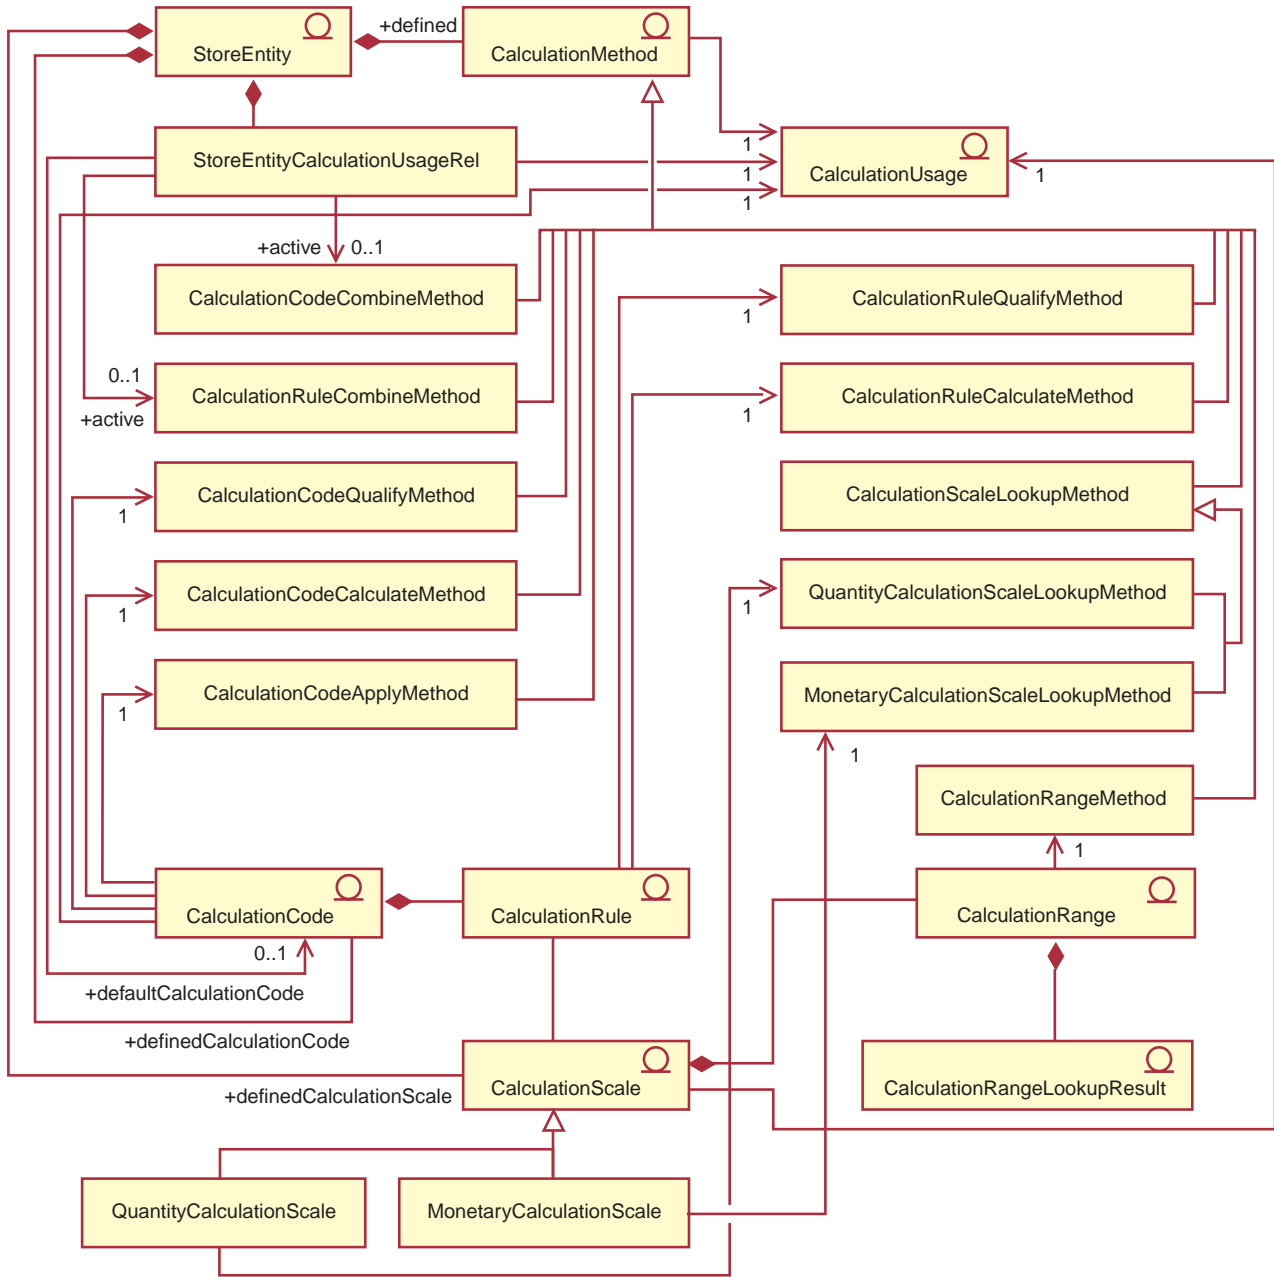 StoreEntity
+defined
CalculationMethod
1
StoreEntityCalculationUsageRel
1
CalculationUsage
1
1
+active
0..1
CalculationCodeCombineMethod
CalculationRuleQualifyMethod
1
0..1
CalculationRuleCombineMethod
+active
CalculationRuleCalculateMethod
1
CalculationCodeQualifyMethod
1
CalculationScaleLookupMethod
CalculationCodeCalculateMethod
1
QuantityCalculationScaleLookupMethod
1
CalculationCodeApplyMethod
1
MonetaryCalculationScaleLookupMethod
1
CalculationRangeMethod
1
CalculationCode
CalculationRule
CalculationRange
0..1
+defaultCalculationCode
+definedCalculationCode
CalculationScale
+definedCalculationScale
CalculationRangeLookupResult
QuantityCalculationScale
MonetaryCalculationScale